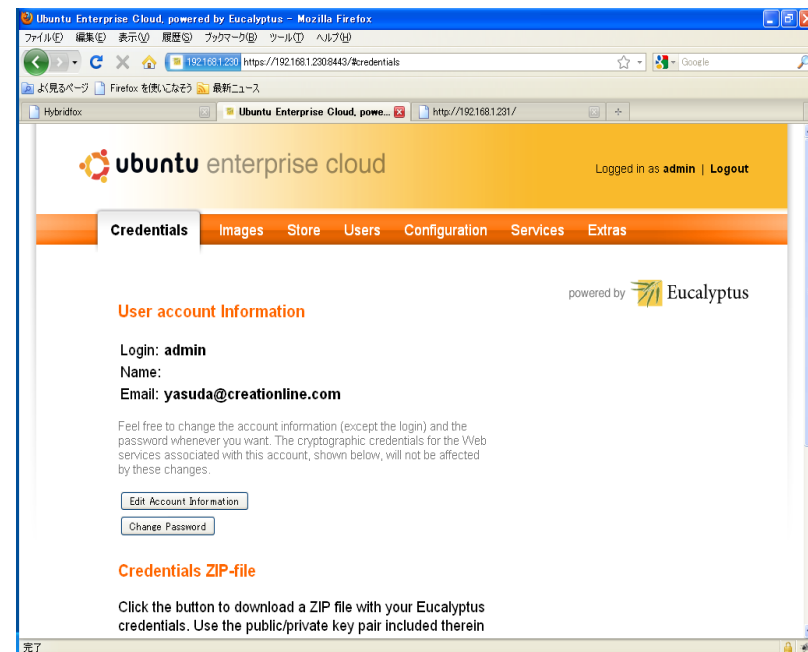 Ubuntu Enterprise Cloud, powered by Eucalyptus - Mozilla Firefox
ファイル(F) 編集(E) 表示(V) 履歴(S) ブックマーク(B) ツール(T) ヘルプ(H)
192.168.1.230 https://192.168.1.230:8443/#credentials
Google
よく見るページ Firefox を使いこなそう 最新ニュース
Hybridfox Ubuntu Enterprise Cloud, powe... http://192.168.1.231/
ubuntu enterprise cloud
Logged in as admin | Logout
Credentials Images Store Users Configuration Services Extras
powered by Eucalyptus
User account Information
Login: admin
Name:
Email: yasuda@creationline.com
Feel free to change the account information (except the login) and the
password whenever you want. The cryptographic credentials for the Web
services associated with this account, shown below, will not be affected
by these changes.
Edit Account Information
Change Password
Credentials ZIP-file
Click the button to download a ZIP file with your Eucalyptus
credentials. Use the public/private key pair included therein
完了